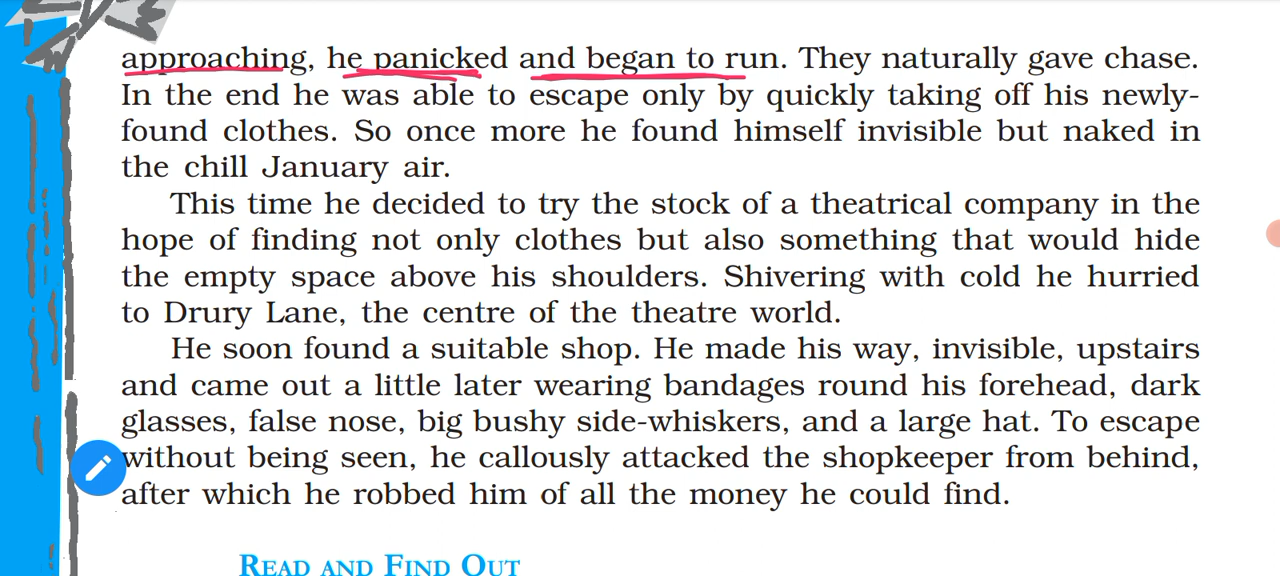 approaching, he panicked and began to run. They naturally gave chase.
In the end he was able to escape only by quickly taking off his newly-
found clothes. So once more he found himself invisible but naked in
the chill January air.
This time he decided to try the stock of a theatrical company in the
hope of finding not only clothes but also something that would hide
the empty space above his shoulders. Shivering with cold he hurried
to Drury Lane, the centre of the theatre world.
He soon found a suitable shop. He made his way, invisible, upstairs
and came out a little later wearing bandages round his forehead, dark
glasses, false nose, big bushy side-whiskers, and a large hat. To escape
without being seen, he callously attacked the shopkeeper from behind,
after which he robbed him of all the money he could find.
READ AND FIND OUT